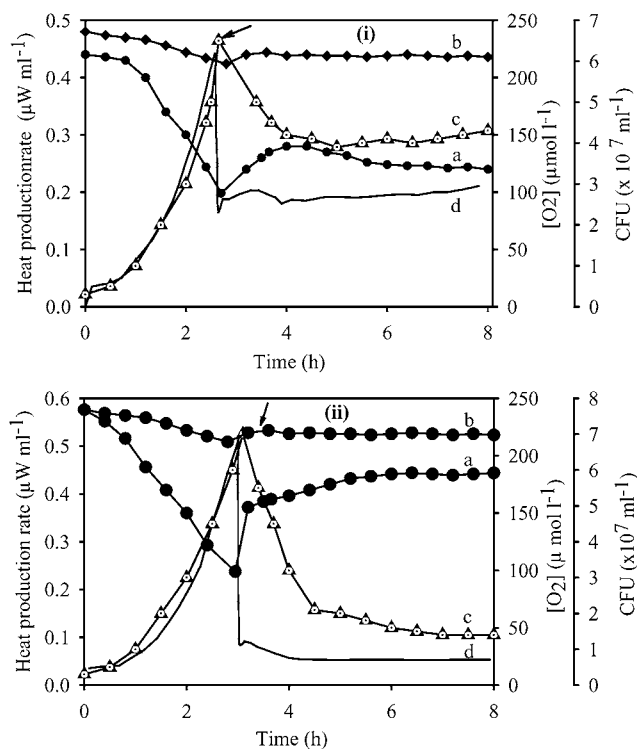 (i)
Heat productionrate (µW ml⁻¹)
0.5
0.4
0.3
0.2
0.1
0.0
b
c
a
d
250
200
150
100
50
0
[O2] (µmol l⁻¹)
7
6
5
4
3
2
1
0
CFU (x 10⁷ ml⁻¹)
0 2 4 6 8
Time (h)
(ii)
Heat production rate (µW ml⁻¹)
0.6
0.5
0.4
0.3
0.2
0.1
0.0
b
a
c
d
250
200
150
100
50
0
[O2] (µ mol l⁻¹)
8
7
6
5
4
3
2
1
0
CFU (x10⁷ ml⁻¹)
0 2 4 6 8
Time (h)